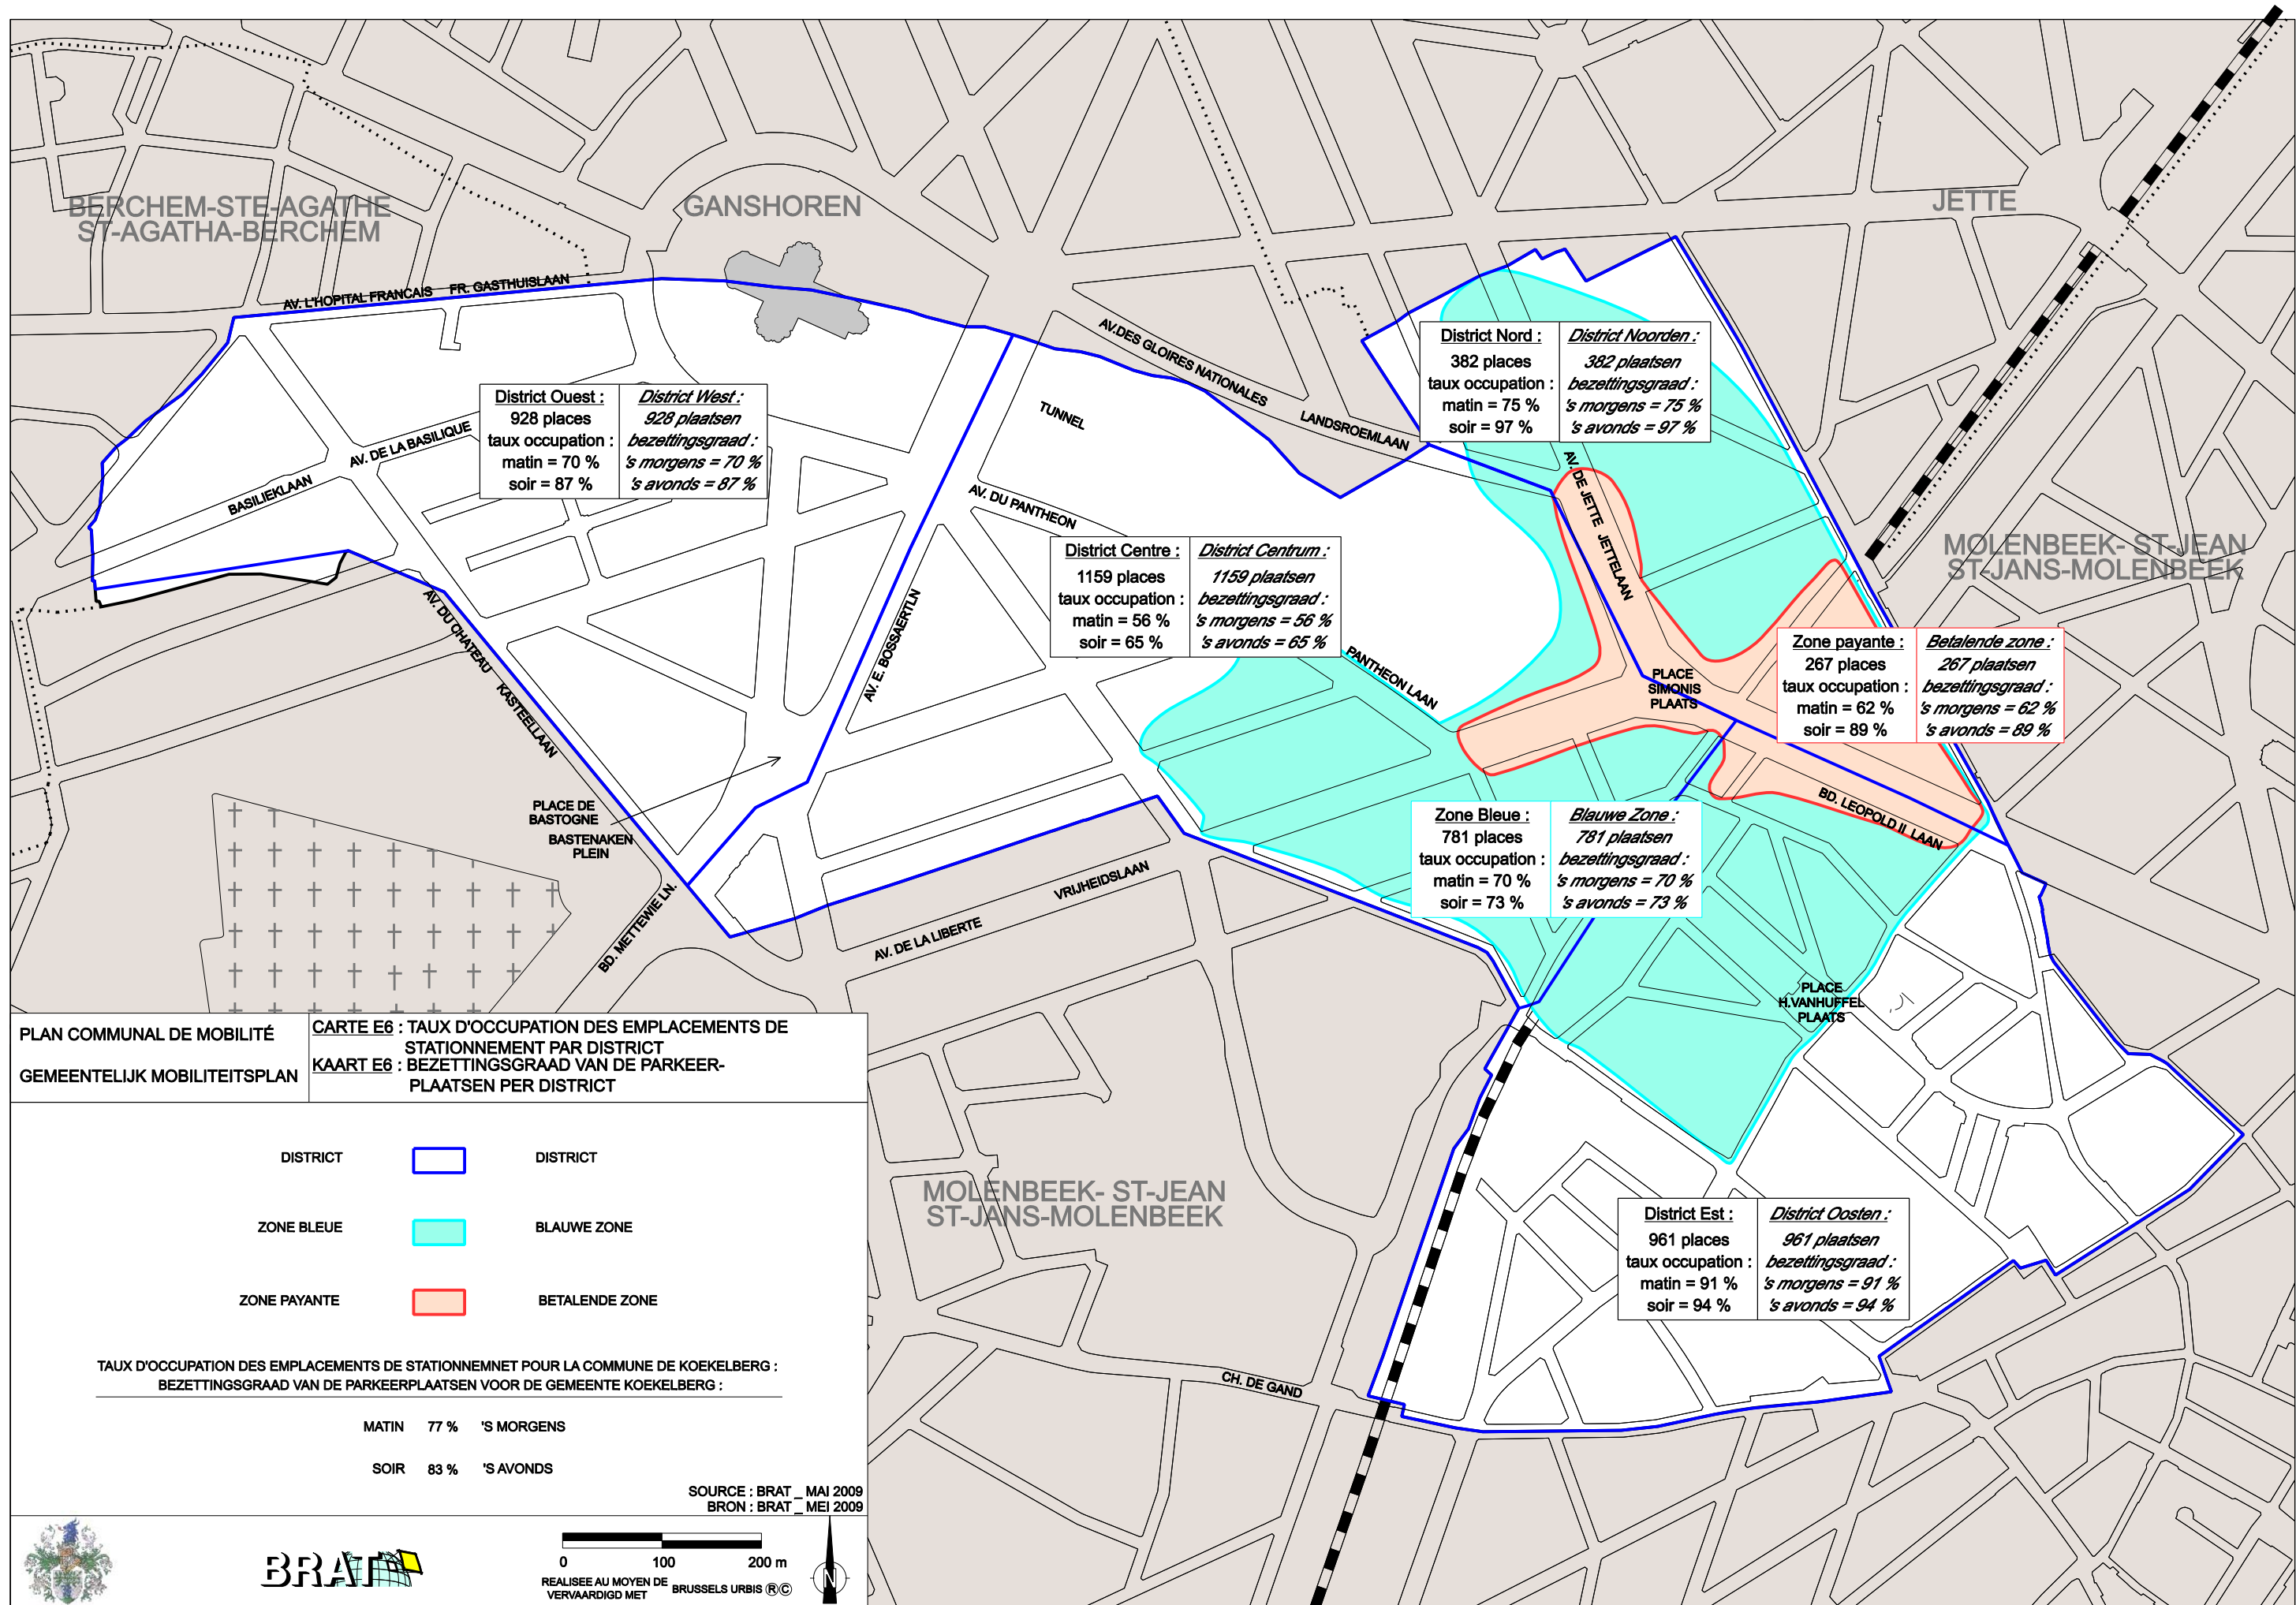 BERCHEM-STE-AGATHE
ST-AGATHA-BERCHEM
GANSHOREN
JETTE
AV. L'HOPITAL FRANCAIS FR. GASTHUISLAAN
AV.DES GLOIRES NATIONALES
LANDSROEMLAAN
TUNNEL
District Nord :
382 places
taux occupation :
matin = 75 %
soir = 97 %
District Noorden :
382 plaatsen
bezettingsgraad :
's morgens = 75 %
's avonds = 97 %
District Ouest :
928 places
taux occupation :
matin = 70 %
soir = 87 %
District West :
928 plaatsen
bezettingsgraad :
's morgens = 70 %
's avonds = 87 %
AV. DE LA BASILIQUE
BASILIEKLAAN
AV. DU PANTHEON
AV. DE JETTE JETTELAAN
District Centre :
1159 places
taux occupation :
matin = 56 %
soir = 65 %
District Centrum :
1159 plaatsen
bezettingsgraad :
's morgens = 56 %
's avonds = 65 %
MOLENBEEK- ST-JEAN
ST-JANS-MOLENBEEK
AV. DU CHATEAU KASTEELLAAN
AV. E. BOSSAERTLN
PANTHEON LAAN
PLACE
SIMONIS
PLAATS
Zone payante :
267 places
taux occupation :
matin = 62 %
soir = 89 %
Betalende zone :
267 plaatsen
bezettingsgraad :
's morgens = 62 %
's avonds = 89 %
PLACE DE
BASTOGNE
BASTENAKEN
PLEIN
BD. LEOPOLD II LAAN
Zone Bleue :
781 places
taux occupation :
matin = 70 %
soir = 73 %
Blauwe Zone :
781 plaatsen
bezettingsgraad :
's morgens = 70 %
's avonds = 73 %
BD. METTEWIE LN.
AV. DE LA LIBERTE
VRIJHEIDSLAAN
PLACE
H.VANHUFFEL
PLAATS
MOLENBEEK- ST-JEAN
ST-JANS-MOLENBEEK
District Est :
961 places
taux occupation :
matin = 91 %
soir = 94 %
District Oosten :
961 plaatsen
bezettingsgraad :
's morgens = 91 %
's avonds = 94 %
CH. DE GAND
PLAN COMMUNAL DE MOBILITÉ
GEMEENTELIJK MOBILITEITSPLAN
CARTE E6 : TAUX D'OCCUPATION DES EMPLACEMENTS DE
STATIONNEMENT PAR DISTRICT
KAART E6 : BEZETTINGSGRAAD VAN DE PARKEER-
PLAATSEN PER DISTRICT
DISTRICT DISTRICT
ZONE BLEUE BLAUWE ZONE
ZONE PAYANTE BETALENDE ZONE
TAUX D'OCCUPATION DES EMPLACEMENTS DE STATIONNEMNET POUR LA COMMUNE DE KOEKELBERG :
BEZETTINGSGRAAD VAN DE PARKEERPLAATSEN VOOR DE GEMEENTE KOEKELBERG :
MATIN 77 % 'S MORGENS
SOIR 83 % 'S AVONDS
SOURCE : BRAT _ MAI 2009
BRON : BRAT _ MEI 2009
BRAT
0 100 200 m
REALISEE AU MOYEN DE
VERVAARDIGD MET
BRUSSELS URBIS ®©
N